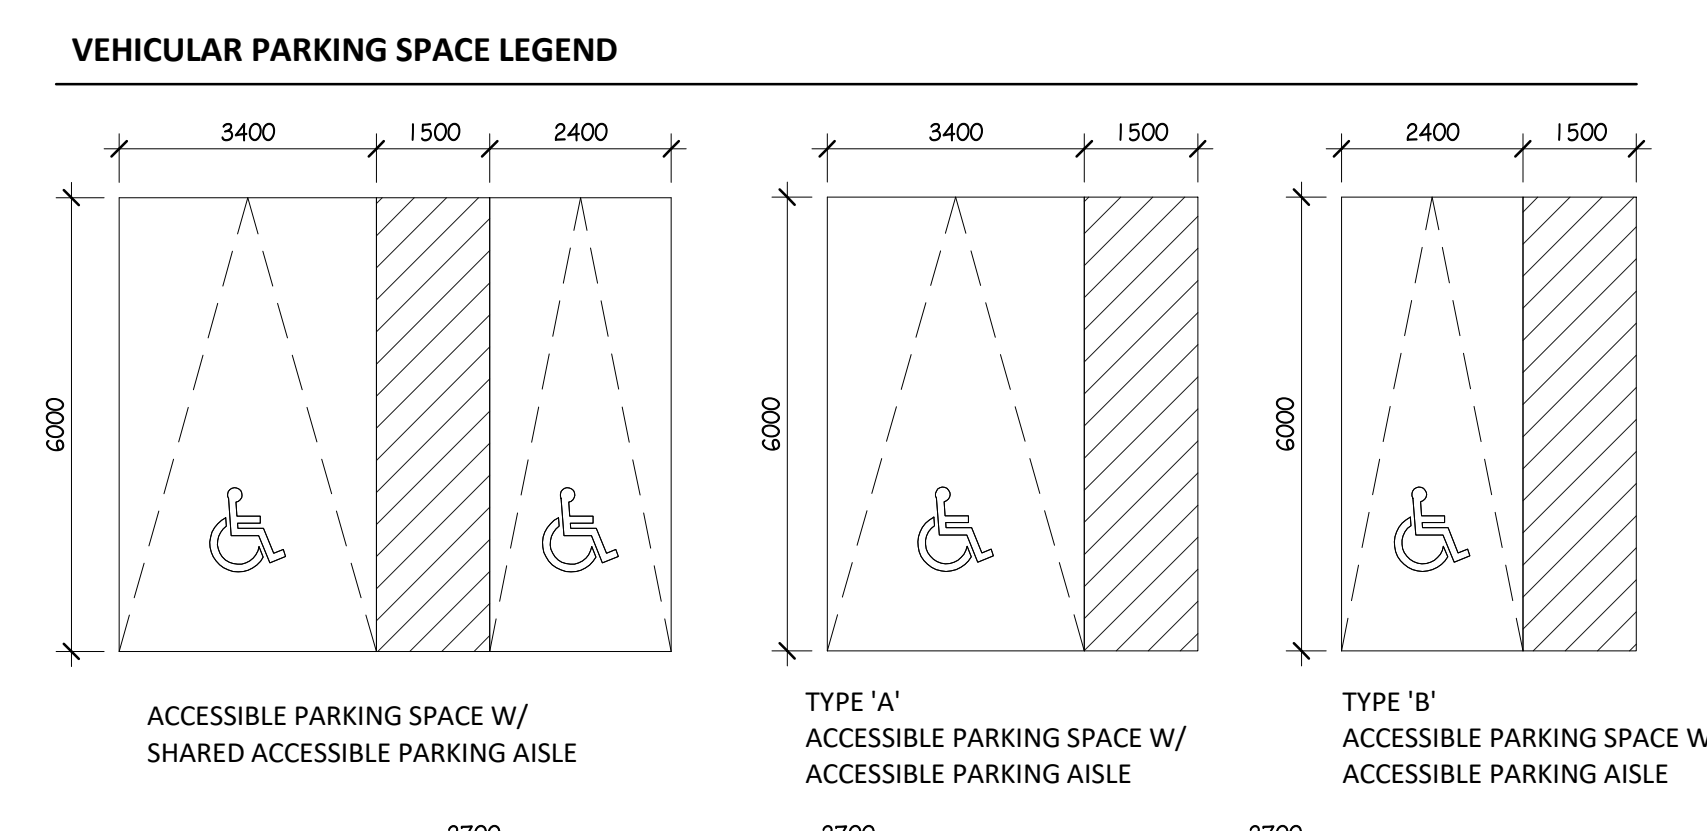 VEHICULAR PARKING SPACE LEGEND
3400 1500 2400
3400 1500
2400 1500
6000
6000
6000
ACCESSIBLE PARKING SPACE W/
SHARED ACCESSIBLE PARKING AISLE
TYPE 'A'
ACCESSIBLE PARKING SPACE W/
ACCESSIBLE PARKING AISLE
TYPE 'B'
ACCESSIBLE PARKING SPACE W
ACCESSIBLE PARKING AISLE